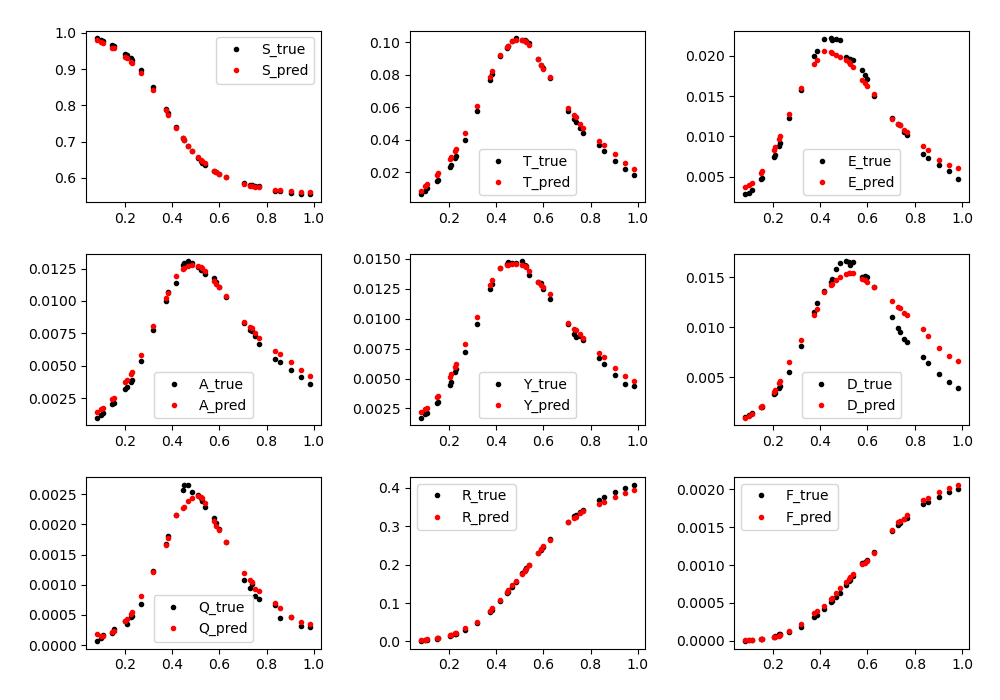 1.0
0.9
0.8
0.7
0.6
0.2 0.4 0.6 0.8 1.0
S_true
S_pred
0.10
0.08
0.06
0.04
0.02
0.2 0.4 0.6 0.8 1.0
T_true
T_pred
0.020
0.015
0.010
0.005
0.2 0.4 0.6 0.8 1.0
E_true
E_pred
0.0125
0.0100
0.0075
0.0050
0.0025
0.2 0.4 0.6 0.8 1.0
A_true
A_pred
0.0150
0.0125
0.0100
0.0075
0.0050
0.0025
0.2 0.4 0.6 0.8 1.0
Y_true
Y_pred
0.015
0.010
0.005
0.2 0.4 0.6 0.8 1.0
D_true
D_pred
0.0025
0.0020
0.0015
0.0010
0.0005
0.0000
0.2 0.4 0.6 0.8 1.0
Q_true
Q_pred
0.4
0.3
0.2
0.1
0.0
0.2 0.4 0.6 0.8 1.0
R_true
R_pred
0.0020
0.0015
0.0010
0.0005
0.0000
0.2 0.4 0.6 0.8 1.0
F_true
F_pred